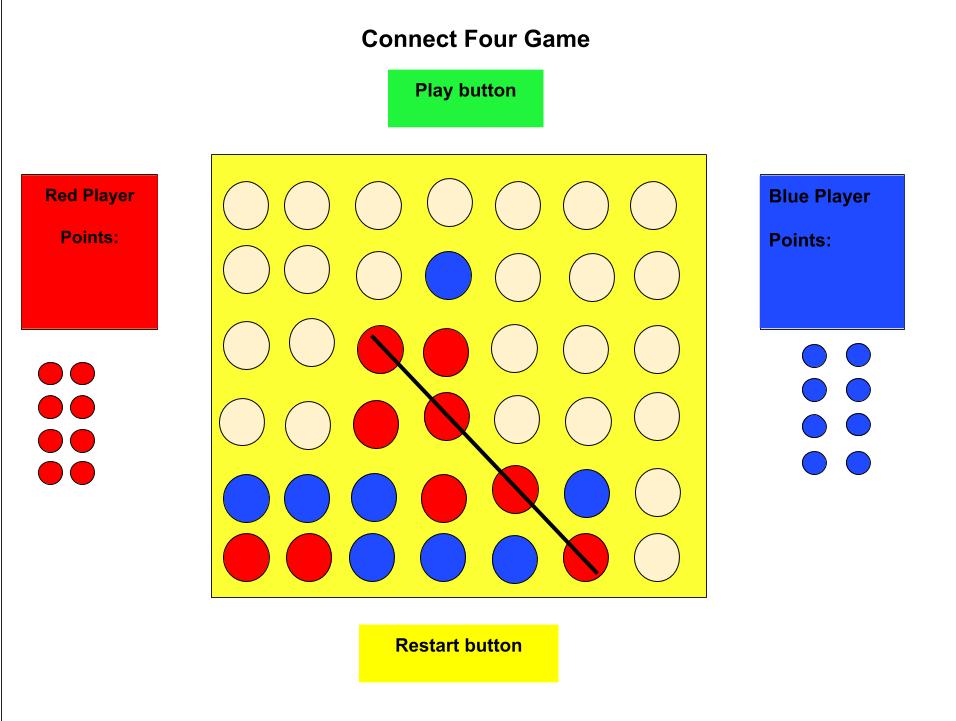 Connect Four Game
Play button
Red Player
Points:
Blue Player
Points:
Restart button